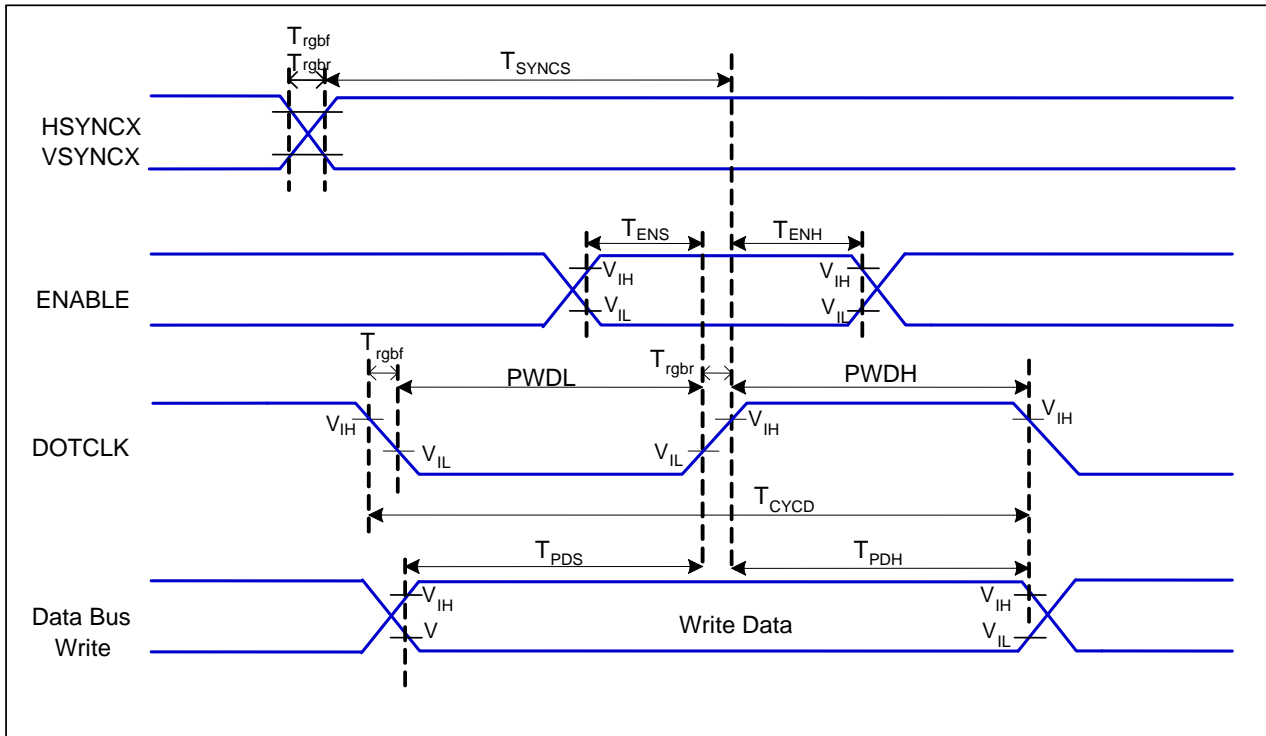 Trgbf
Trgbr
TSYNCS
HSYNCX
VSYNCX
TENS
TENH
VIH
VIH
ENABLE
VIL
VIL
Trgbf
Trgbr
PWDL
PWDH
VIH
VIH
VIH
DOTCLK
VIL
VIL
TCYCD
TPDS
TPDH
VIH
VIH
Data Bus
Write
V
Write Data
VIL